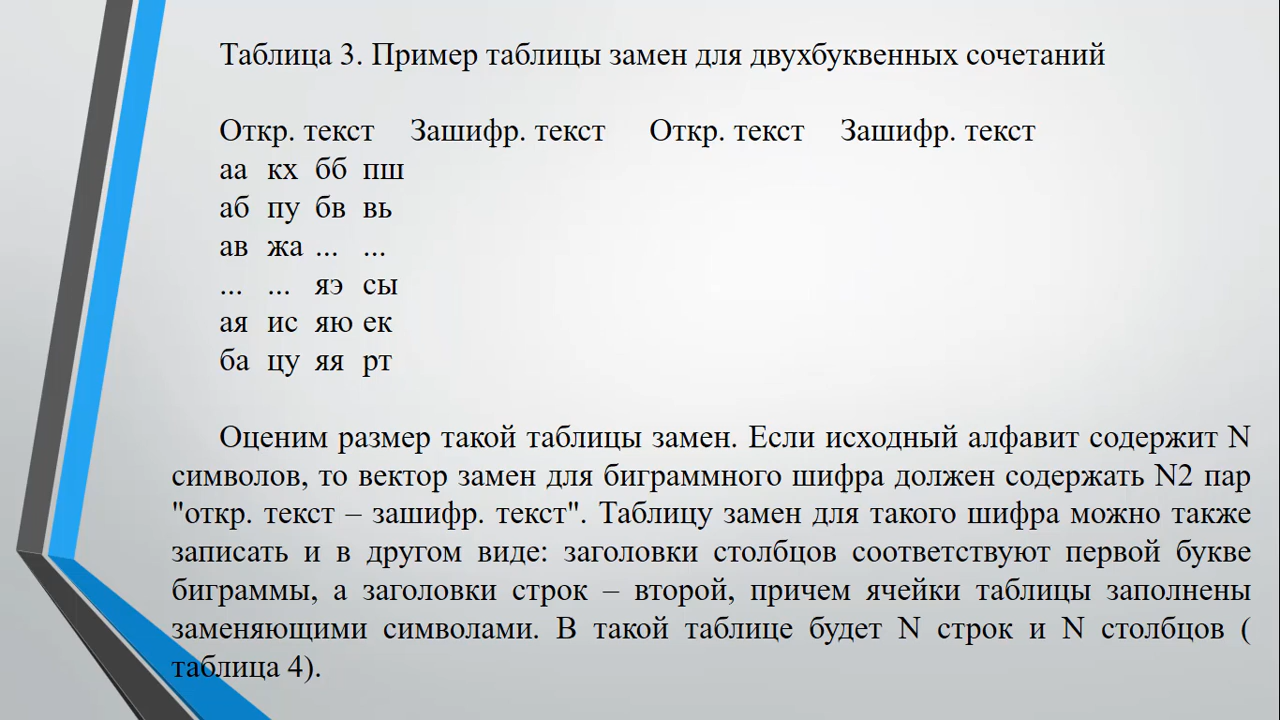 Таблица 3. Пример таблицы замен для двухбуквенных сочетаний
Откр. текст Зашифр. текст Откр. текст Зашифр. текст
аа кх бб пш
аб пу бв вь
ав жа ... ...
... ... яэ сы
ая ис яю ек
ба цу яя рт
Оценим размер такой таблицы замен. Если исходный алфавит содержит N
символов, то вектор замен для биграммного шифра должен содержать N2 пар
"откр. текст – зашифр. текст". Таблицу замен для такого шифра можно также
записать и в другом виде: заголовки столбцов соответствуют первой букве
биграммы, а заголовки строк – второй, причем ячейки таблицы заполнены
заменяющими символами. В такой таблице будет N строк и N столбцов (
таблица 4).